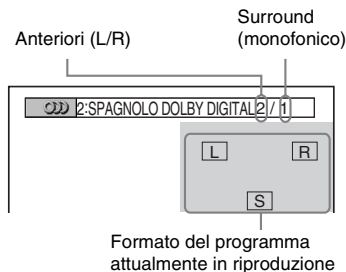 Surround
(monofonico)
Anteriori (L/R)
2:SPAGNOLO DOLBY DIGITAL 2 / 1
L R
S
Formato del programma
attualmente in riproduzione